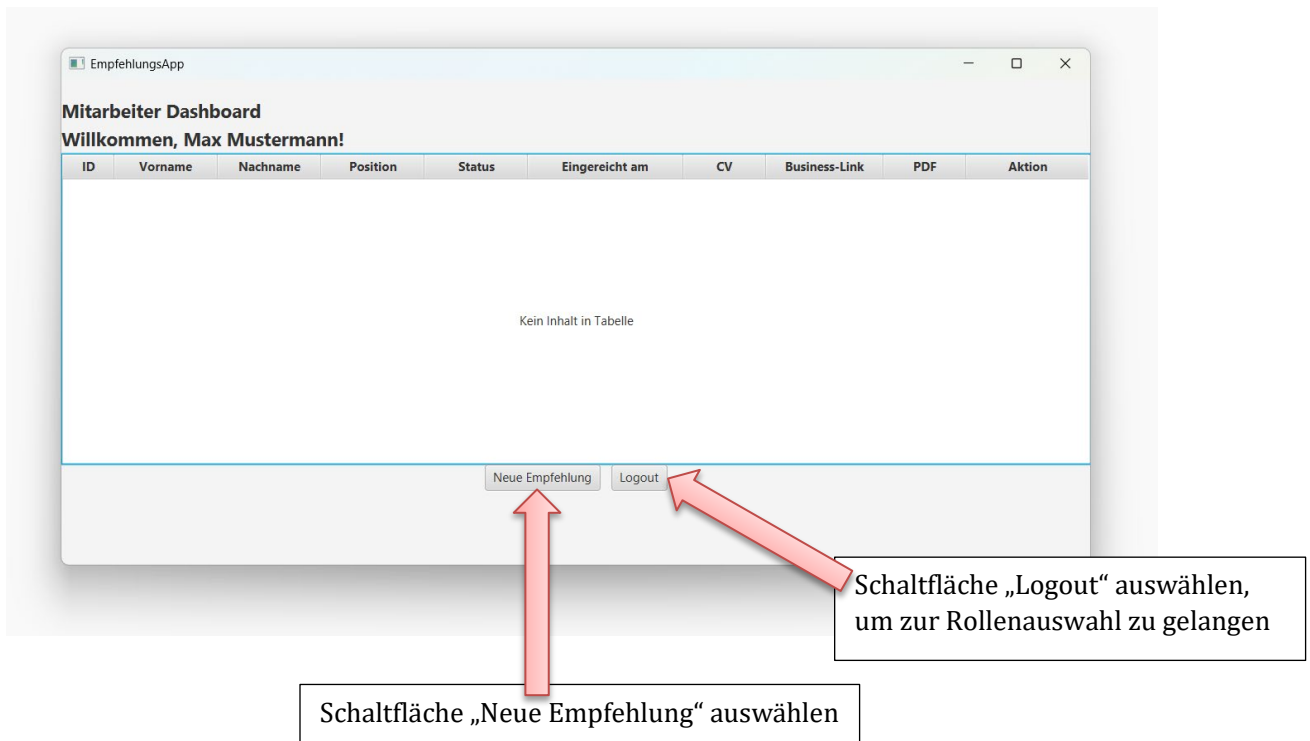 EmpfehlungsApp
Mitarbeiter Dashboard
Willkommen, Max Mustermann!
ID Vorname Nachname Position Status Eingereicht am CV Business-Link PDF Aktion
Kein Inhalt in Tabelle
Neue Empfehlung Logout
Schaltfläche „Logout“ auswählen,
um zur Rollenauswahl zu gelangen
Schaltfläche „Neue Empfehlung“ auswählen